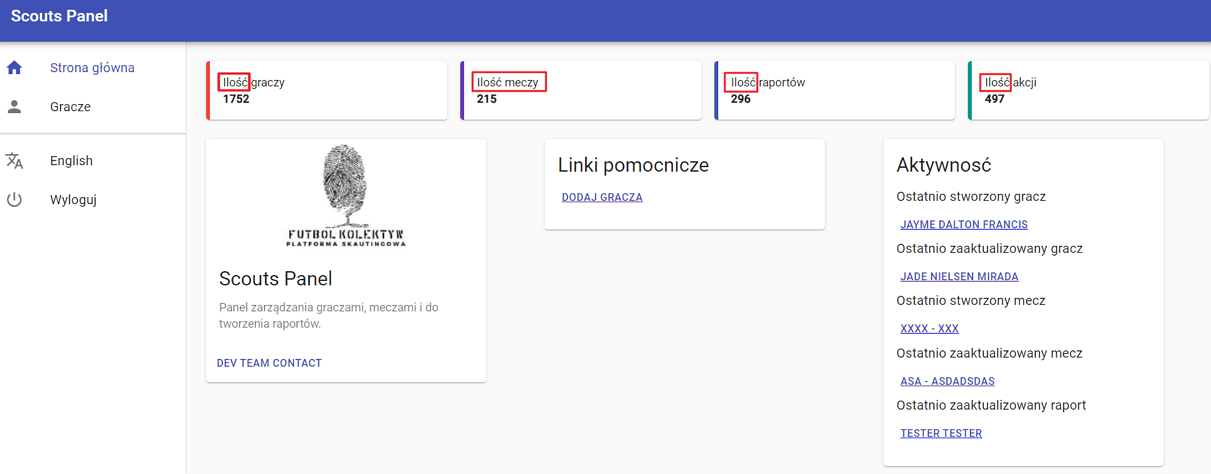 Scouts Panel
Strona główna
Gracze
English
Wyloguj
Ilość graczy
1752
Ilość meczy
215
Ilość raportów
296
Ilość akcji
497
FUTBOL KOLEKTYW
PLATFORMA SKAUTINGOWA
Scouts Panel
Panel zarządzania graczami, meczami i do
tworzenia raportów.
DEV TEAM CONTACT
Linki pomocnicze
DODAJ GRACZA
Aktywnosć
Ostatnio stworzony gracz
JAYME DALTON FRANCIS
Ostatnio zaaktualizowany gracz
JADE NIELSEN MIRADA
Ostatnio stworzony mecz
XXXX - XXX
Ostatnio zaaktualizowany mecz
ASA - ASDADSDAS
Ostatnio zaaktualizowany raport
TESTER TESTER